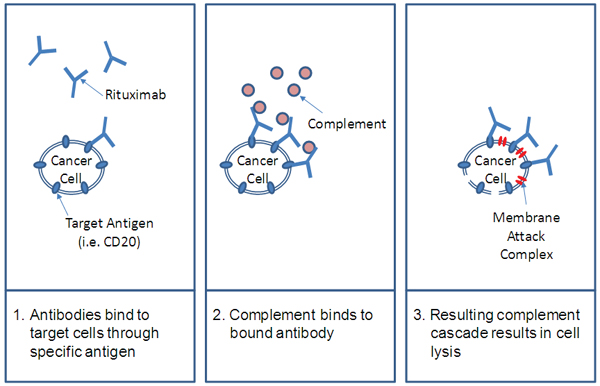 Rituximab
Cancer
Cell
Target Antigen
(i.e. CD20)
1. Antibodies bind to
target cells through
specific antigen
Complement
Cancer
Cell
2. Complement binds to
bound antibody
Cancer
Cell
Membrane
Attack
Complex
3. Resulting complement
cascade results in cell
lysis